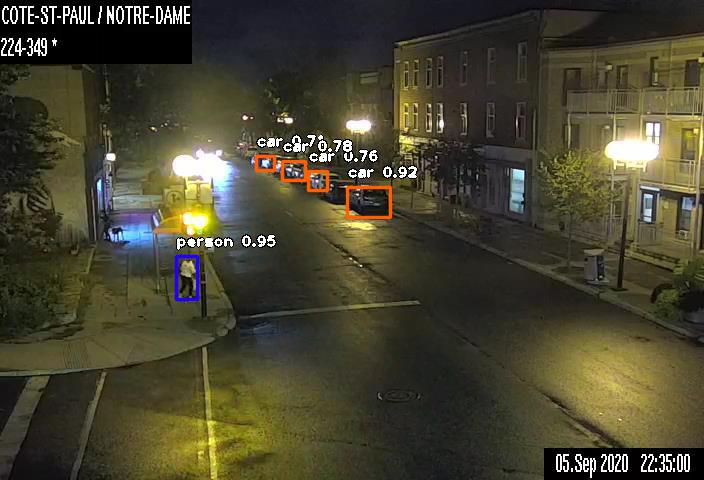 COTE-ST-PAUL / NOTRE-DAME
224-349 *
car 0.7
car 0.78
car 0.76
car 0.92
person 0.95
05.Sep 2020 22:35:00